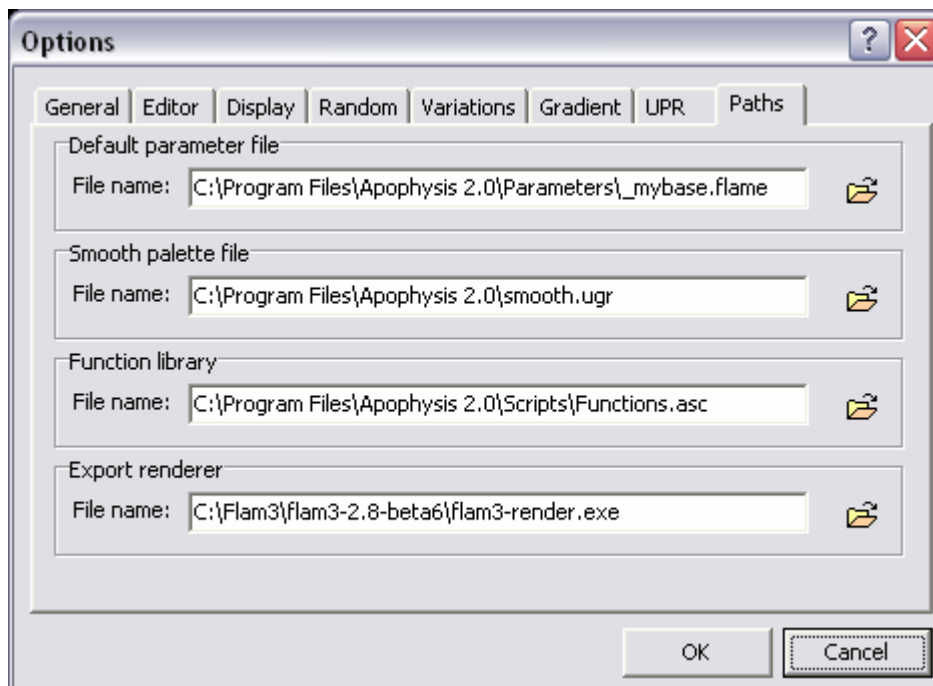 Options
General Editor Display Random Variations Gradient UPR Paths
Default parameter file
File name: C:\Program Files\Apophysis 2.0\Parameters\_mybase.flame
Smooth palette file
File name: C:\Program Files\Apophysis 2.0\smooth.ugr
Function library
File name: C:\Program Files\Apophysis 2.0\Scripts\Functions.asc
Export renderer
File name: C:\Flam3\flam3-2.8-beta6\flam3-render.exe
OK Cancel